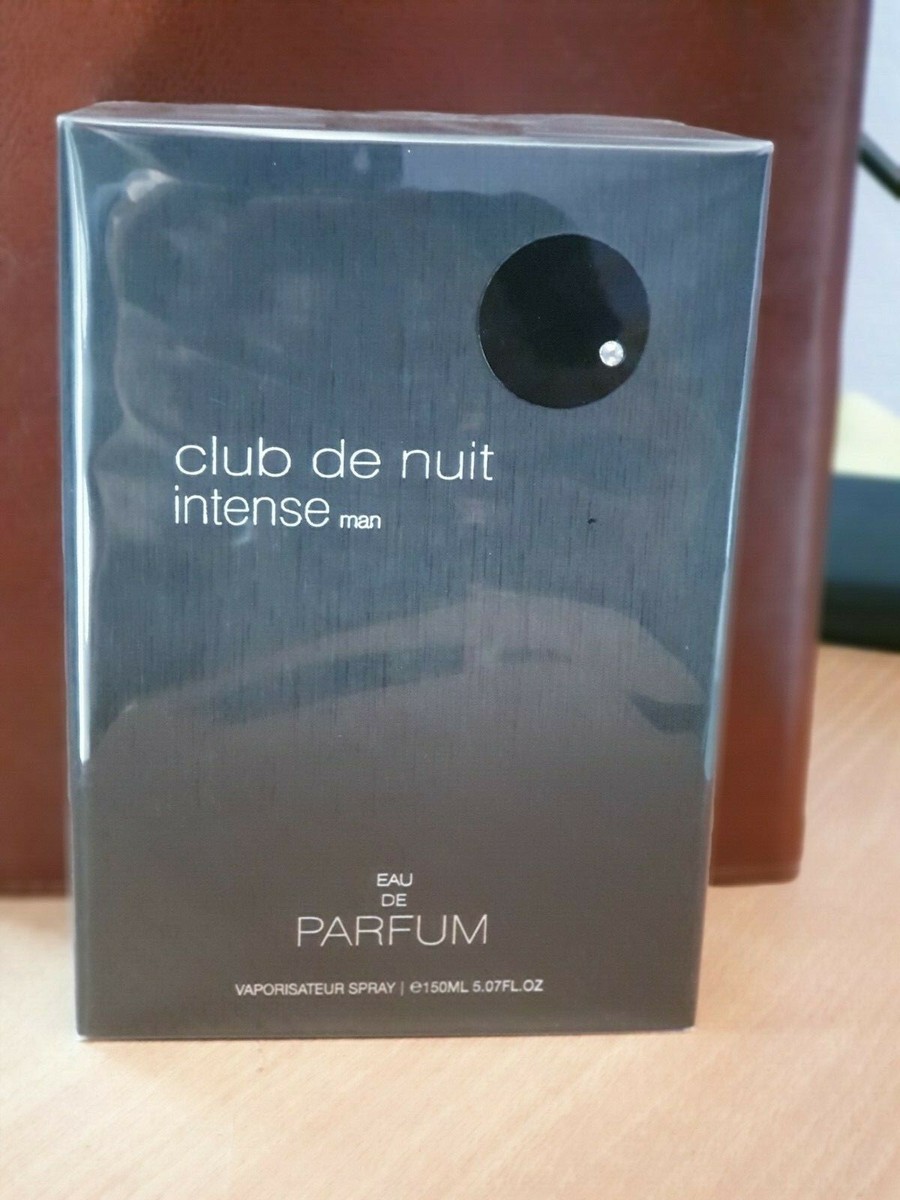 club de nuit
intense man
EAU
DE
PARFUM
VAPORISATEUR SPRAY | ℮150ML 5.07FL.OZ